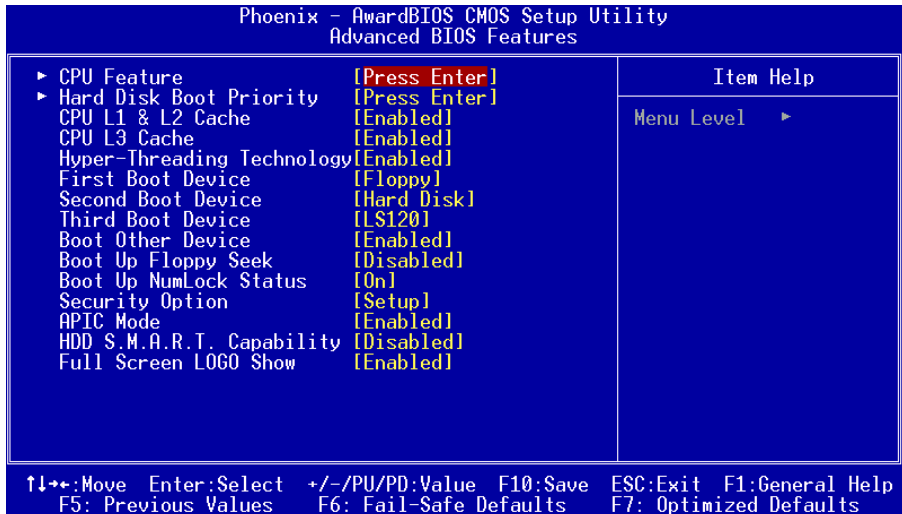 Phoenix - AwardBIOS CMOS Setup Utility
Advanced BIOS Features
► CPU Feature [Press Enter]
► Hard Disk Boot Priority [Press Enter]
CPU L1 & L2 Cache [Enabled]
CPU L3 Cache [Enabled]
Hyper-Threading Technology[Enabled]
First Boot Device [Floppy]
Second Boot Device [Hard Disk]
Third Boot Device [LS120]
Boot Other Device [Enabled]
Boot Up Floppy Seek [Disabled]
Boot Up NumLock Status [On]
Security Option [Setup]
APIC Mode [Enabled]
HDD S.M.A.R.T. Capability [Disabled]
Full Screen LOGO Show [Enabled]
Item Help
Menu Level ►
↑↓→←:Move Enter:Select +/-/PU/PD:Value F10:Save ESC:Exit F1:General Help
F5: Previous Values F6: Fail-Safe Defaults F7: Optimized Defaults